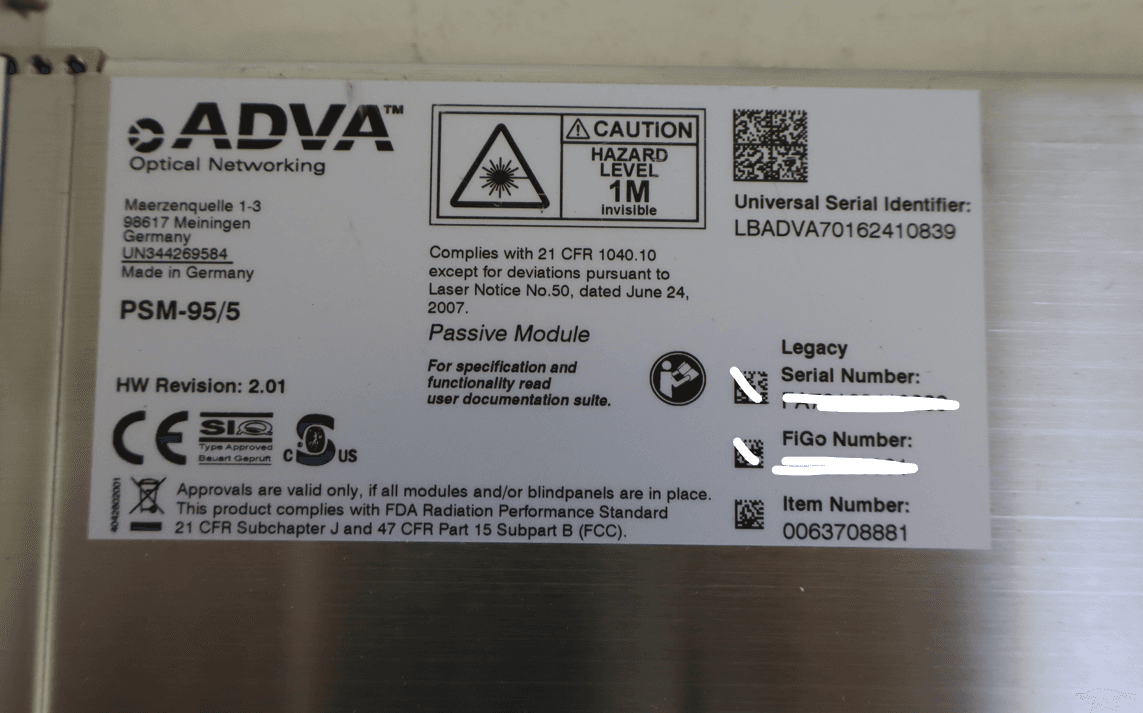 ADVA™
Optical Networking
Maerzenquelle 1-3
98617 Meiningen
Germany
UN344269584
Made in Germany
PSM-95/5
HW Revision: 2.01
CE
SIQ
Type Approved
Bauart Geprüft
C S US
CAUTION
HAZARD
LEVEL
1M
invisible
Complies with 21 CFR 1040.10
except for deviations pursuant to
Laser Notice No.50, dated June 24,
2007.
Passive Module
For specification and
functionality read
user documentation suite.
Universal Serial Identifier:
LBADVA70162410839
Legacy
Serial Number:
FiGo Number:
Item Number:
0063708881
Approvals are valid only, if all modules and/or blindpanels are in place.
This product complies with FDA Radiation Performance Standard
21 CFR Subchapter J and 47 CFR Part 15 Subpart B (FCC).